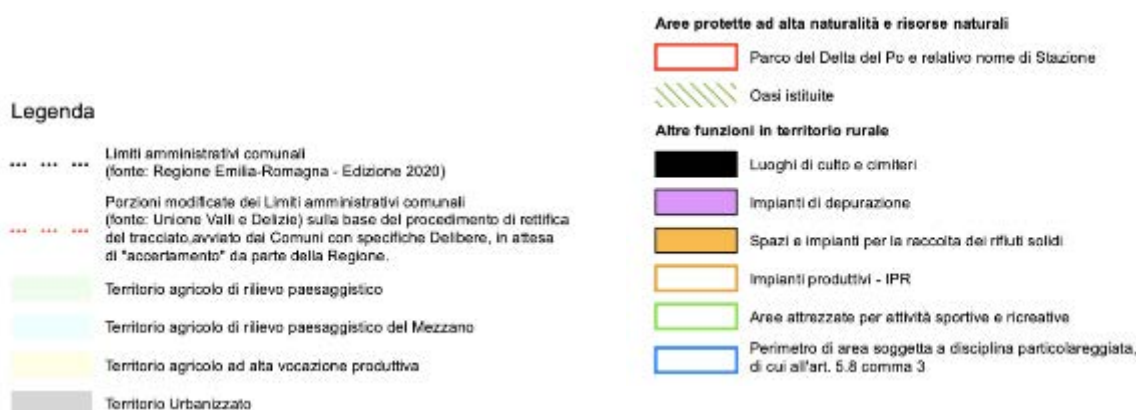 Legenda
Limiti amministrativi comunali
(fonte: Regione Emilia-Romagna - Edizione 2020)
Porzioni modificate dei Limiti amministrativi comunali
(fonte: Unione Valli e Delizie) sulla base del procedimento di rettifica
del tracciato,avviato dai Comuni con specifiche Delibere, in attesa
di "accertamento" da parte della Regione.
Territorio agricolo di rilievo paesaggistico
Territorio agricolo di rilievo paesaggistico del Mezzano
Territorio agricolo ad alta vocazione produttiva
Territorio Urbanizzato
Aree protette ad alta naturalità e risorse naturali
Parco del Delta del Po e relativo nome di Stazione
Oasi istituite
Altre funzioni in territorio rurale
Luoghi di culto e cimiteri
Impianti di depurazione
Spazi e impianti per la raccolta dei rifiuti solidi
Impianti produttivi - IPR
Aree attrezzate per attività sportive e ricreative
Perimetro di area soggetta a disciplina particolareggiata,
di cui all'art. 5.8 comma 3